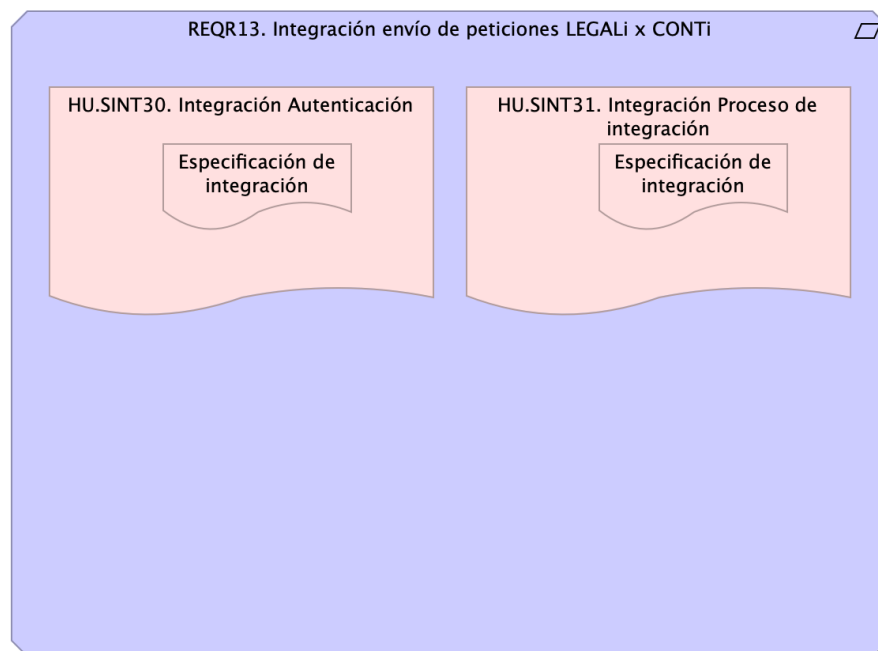 REQR13. Integración envío de peticiones LEGALi x CONTi
HU.SINT30. Integración Autenticación
Especificación de
integración
HU.SINT31. Integración Proceso de
integración
Especificación de
integración